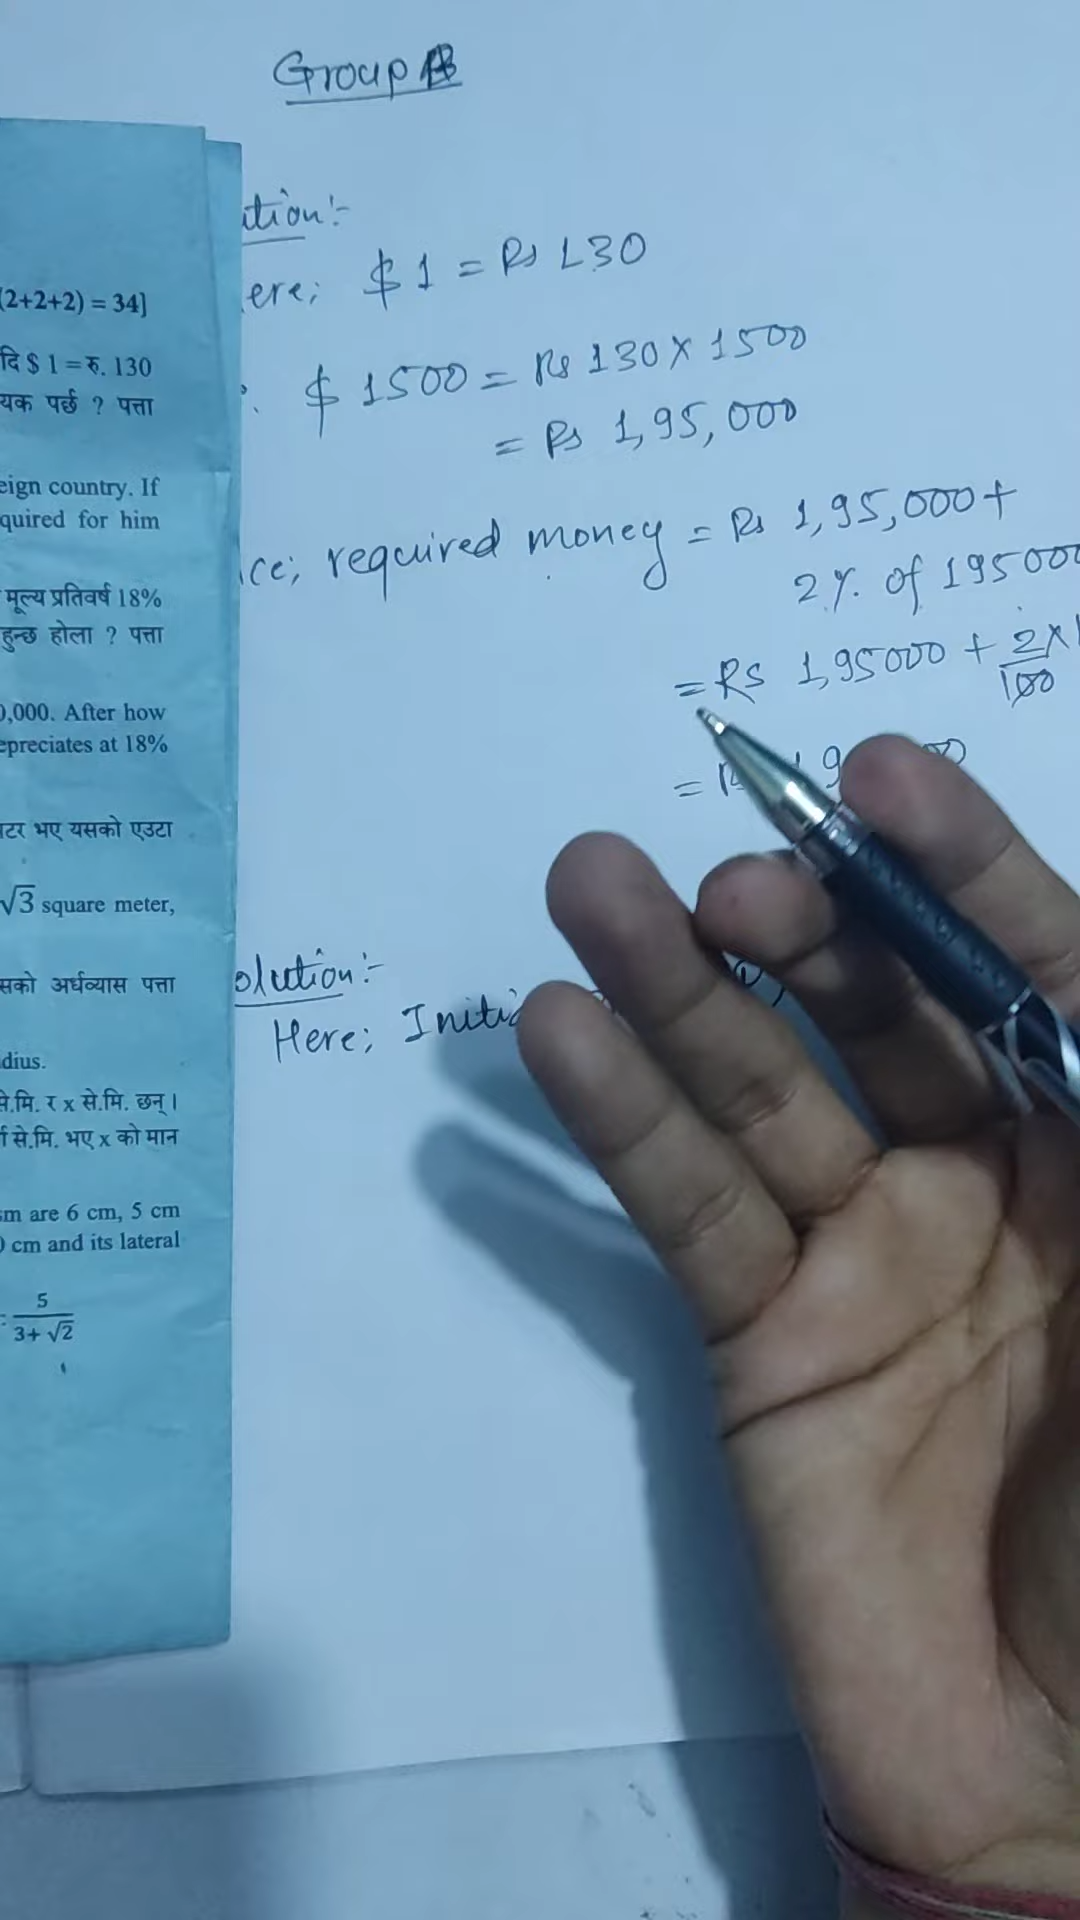 Group B
(2+2+2) = 34]
दि $ 1 = रु. 130
यक पर्छ ? पत्ता
eign country. If
quired for him
मूल्य प्रतिवर्ष 18%
हुन्छ होला ? पत्ता
0,000. After how
epreciates at 18%
टर भए यसको एउटा
√3 square meter,
सको अर्धव्यास पत्ता
dius.
से.मि. र x से.मि. छन् ।
से.मि. भए x को मान
sm are 6 cm, 5 cm
0 cm and its lateral
= 5/(3+ √2)
ution:-
ere; $ 1 = Rs 130
$ 1500 = Rs 130 X 1500
= Rs 1,95,000
ce; required money = Rs 1,95,000+
2% of 195000
= Rs 1,95000 + 2X/100
=
olution:-
Here;